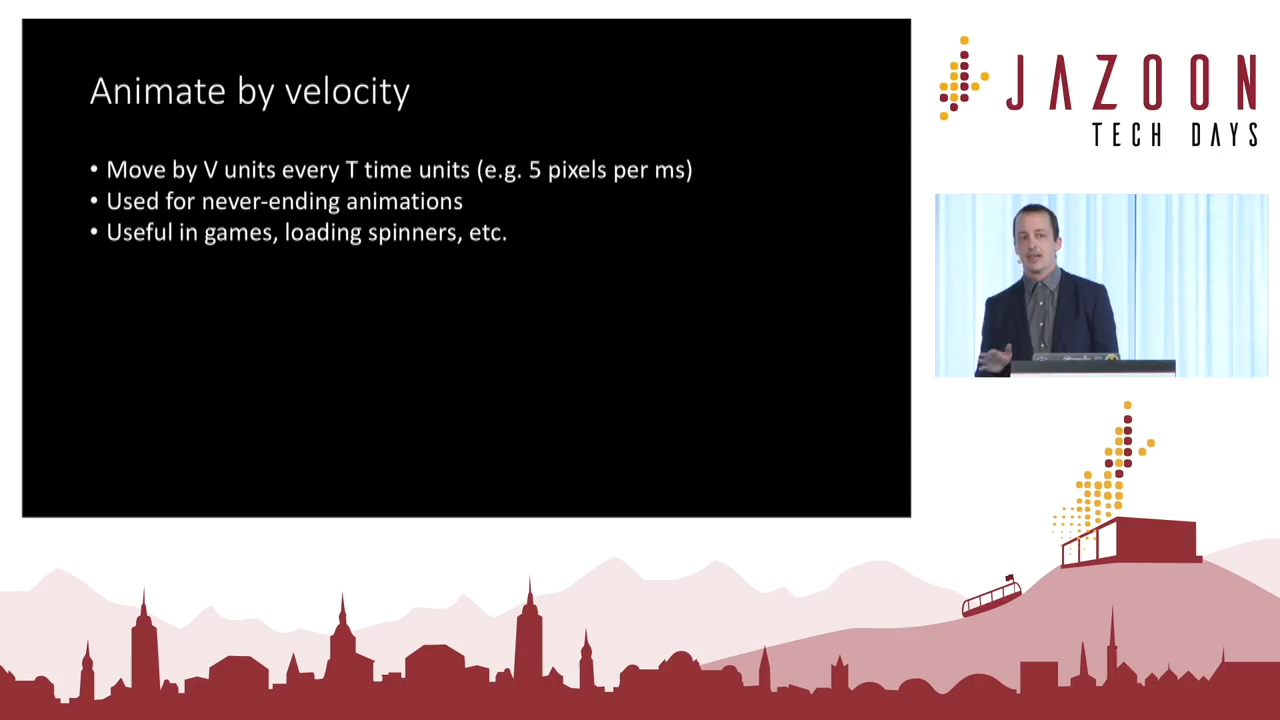 Animate by velocity
• Move by V units every T time units (e.g. 5 pixels per ms)
• Used for never-ending animations
• Useful in games, loading spinners, etc.
JAZOON
TECH DAYS